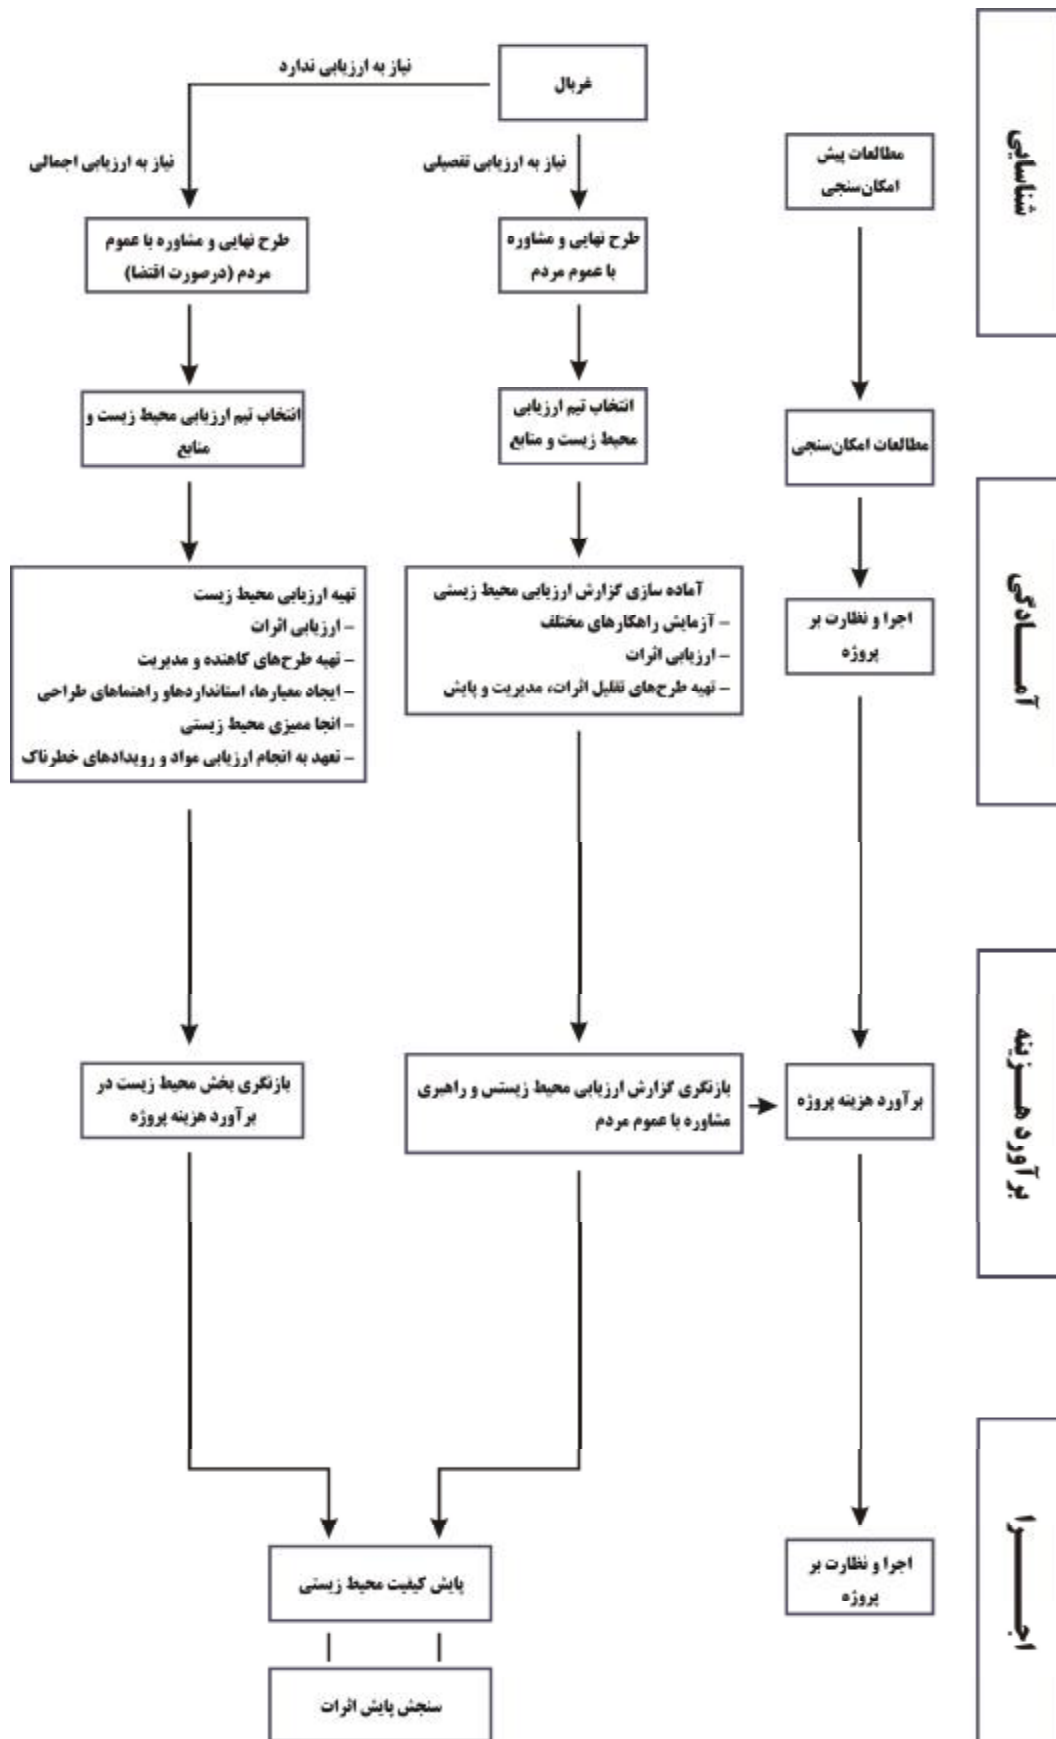 شناسایی
غربال
نیاز به ارزیابی ندارد
نیاز به ارزیابی تفصیلی
نیاز به ارزیابی اجمالی
مطالعات پیش
امکان‌سنجی
طرح نهایی و مشاوره
با عموم مردم
طرح نهایی و مشاوره با عموم
مردم (درصورت اقتضا)
آمـــادگی
مطالعات امکان‌سنجی
انتخاب تیم ارزیابی
محیط زیست و منابع
انتخاب تیم ارزیابی محیط زیست و
منابع
اجرا و نظارت بر
پروژه
آماده سازی گزارش ارزیابی محیط زیستی
- آزمایش راهکارهای مختلف
- ارزیابی اثرات
- تهیه طرح‌های تقلیل اثرات، مدیریت و پایش
تهیه ارزیابی محیط زیست
- ارزیابی اثرات
- تهیه طرح‌های کاهنده و مدیریت
- ایجاد معیارها، استانداردهاو راهنماهای طراحی
- انجا ممیزی محیط زیستی
- تعهد به انجام ارزیابی مواد و رویدادهای خطرناک
برآورد هـــزینه
برآورد هزینه پروژه
بازنگری گزارش ارزیابی محیط زیستس و راهبری
مشاوره با عموم مردم
بازنگری بخش محیط زیست در
برآورد هزینه پروژه
اجـــــرا
اجرا و نظارت بر
پروژه
پایش کیفیت محیط زیستی
سنجش پایش اثرات